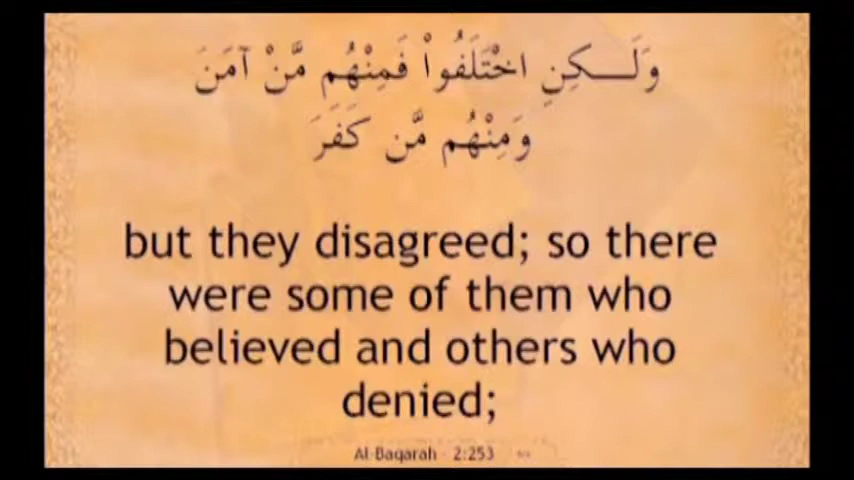 وَلَـكِنِ اخْتَلَفُواْ فَمِنْهُم مَّنْ آمَنَ
وَمِنْهُم مَّن كَفَرَ
but they disagreed; so there
were some of them who
believed and others who
denied;
Al-Baqarah - 2:253